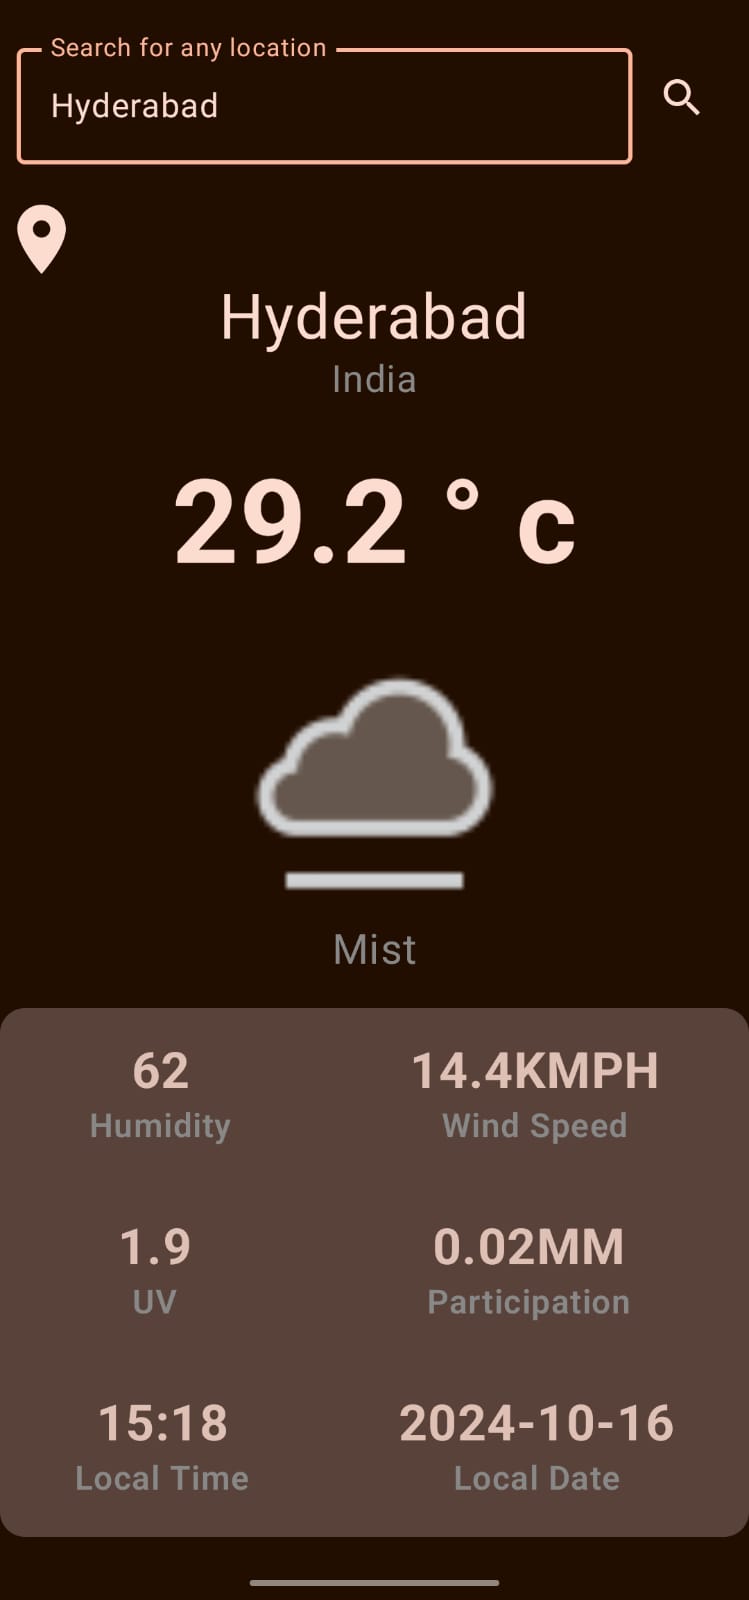 Search for any location
Hyderabad
Hyderabad
India
29.2 ° c
Mist
62 14.4KMPH
Humidity Wind Speed
1.9 0.02MM
UV Participation
15:18 2024-10-16
Local Time Local Date